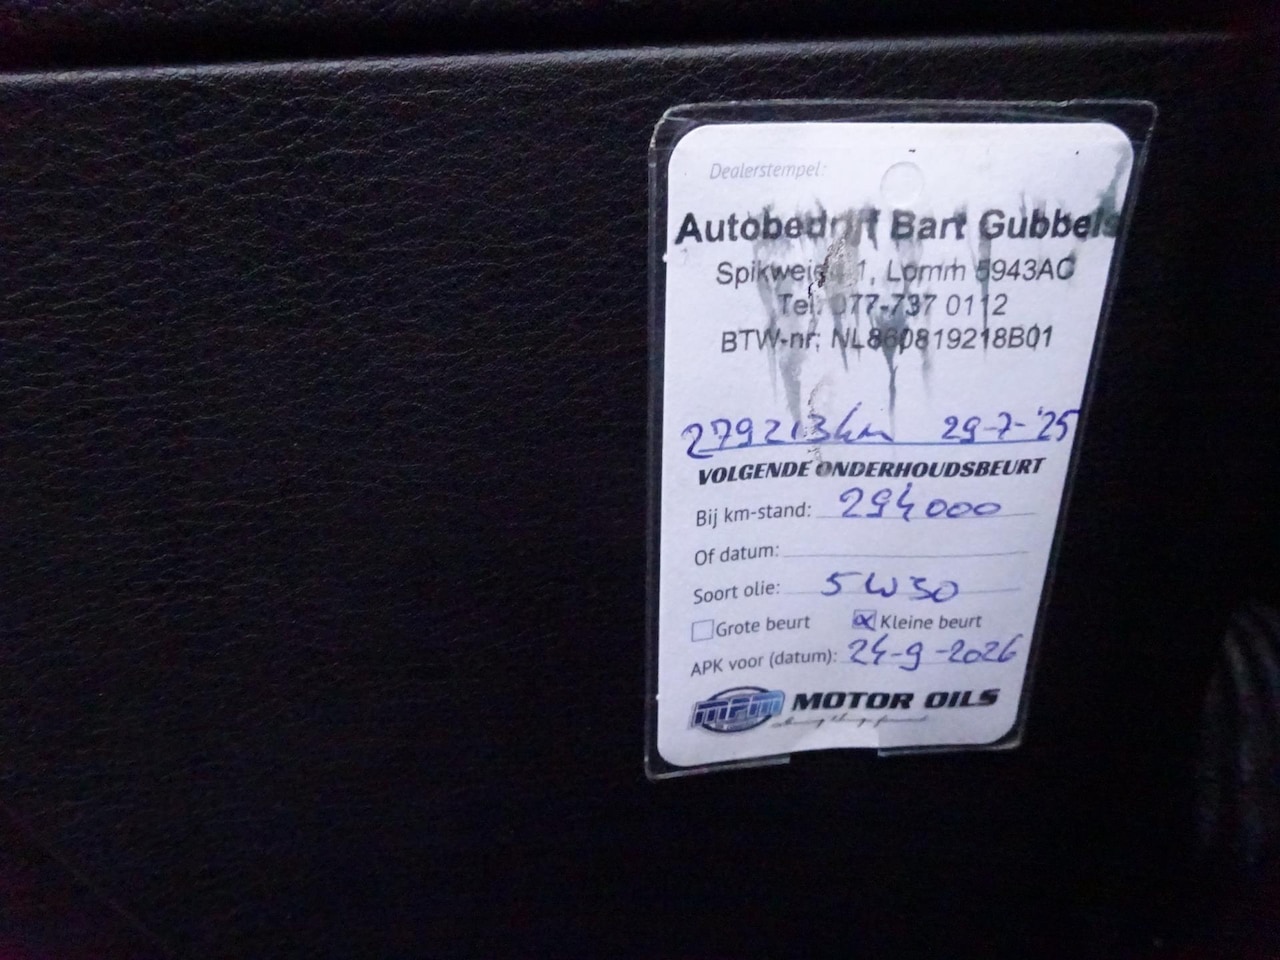 Dealerstempel:
Autobedrijf Bart Gubbels
1, Lomm 5943AC
Tel. 077-737 0112
BTW-nr: NL860819218B01
279213km 29-7-'25
VOLGENDE ONDERHOUDSBEURT
Bij km-stand: 294000
Of datum:
Soort olie: 5W30
Grote beurt Kleine beurt
APK voor (datum): 24-9-2026
MPM MOTOR OILS